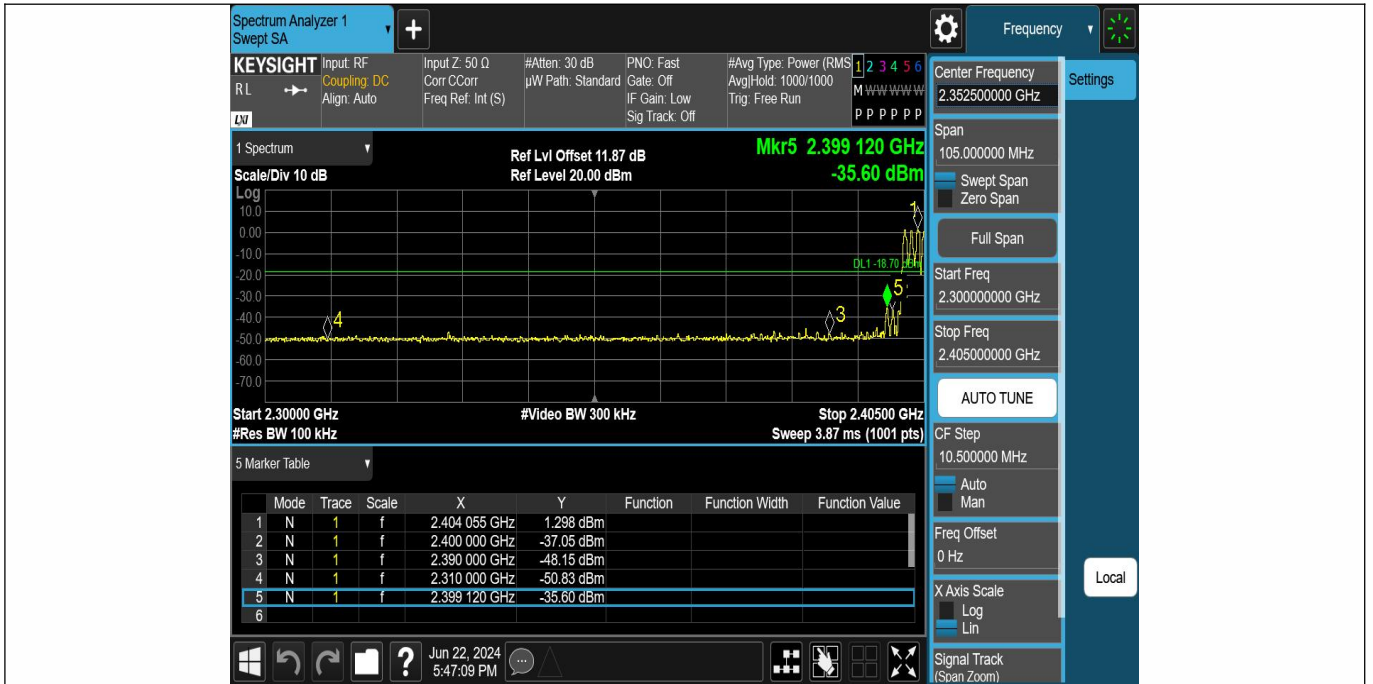 Spectrum Analyzer 1
Swept SA
+
Frequency
KEYSIGHT
RL
LXI
Input: RF
Coupling: DC
Align: Auto
Input Z: 50 Ω
Corr CCorr
Freq Ref: Int (S)
#Atten: 30 dB
µW Path: Standard
PNO: Fast
Gate: Off
IF Gain: Low
Sig Track: Off
#Avg Type: Power (RMS
Avg|Hold: 1000/1000
Trig: Free Run
1 2 3 4 5 6
M W W W W W
P P P P P P
1 Spectrum
Scale/Div 10 dB
Ref Lvl Offset 11.87 dB
Ref Level 20.00 dBm
Mkr5 2.399 120 GHz
-35.60 dBm
Log
10.0
0.00
-10.0
-20.0
-30.0
-40.0
-50.0
-60.0
-70.0
1
DL1 -18.70 dBm
5
3
4
Start 2.30000 GHz
#Video BW 300 kHz
Stop 2.40500 GHz
#Res BW 100 kHz
Sweep 3.87 ms (1001 pts)
5 Marker Table
Mode Trace Scale X Y Function Function Width Function Value
1 N 1 f 2.404 055 GHz 1.298 dBm
2 N 1 f 2.400 000 GHz -37.05 dBm
3 N 1 f 2.390 000 GHz -48.15 dBm
4 N 1 f 2.310 000 GHz -50.83 dBm
5 N 1 f 2.399 120 GHz -35.60 dBm
6
?
Jun 22, 2024
5:47:09 PM
Center Frequency
2.352500000 GHz
Settings
Span
105.000000 MHz
Swept Span
Zero Span
Full Span
Start Freq
2.300000000 GHz
Stop Freq
2.405000000 GHz
AUTO TUNE
CF Step
10.500000 MHz
Auto
Man
Freq Offset
0 Hz
Local
X Axis Scale
Log
Lin
Signal Track
(Span Zoom)